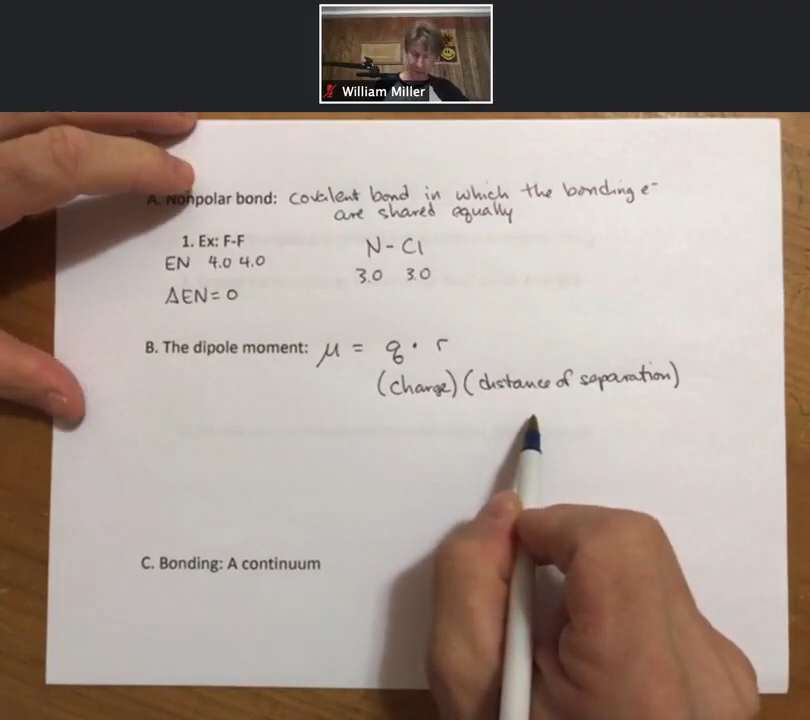 William Miller
A. Nonpolar bond: Covalent bond in which the bonding e⁻
are shared equally
1. Ex: F-F
N - Cl
EN 4.0 4.0
3.0 3.0
ΔEN = 0
B. The dipole moment: μ = q · r
(charge) (distance of separation)
C. Bonding: A continuum